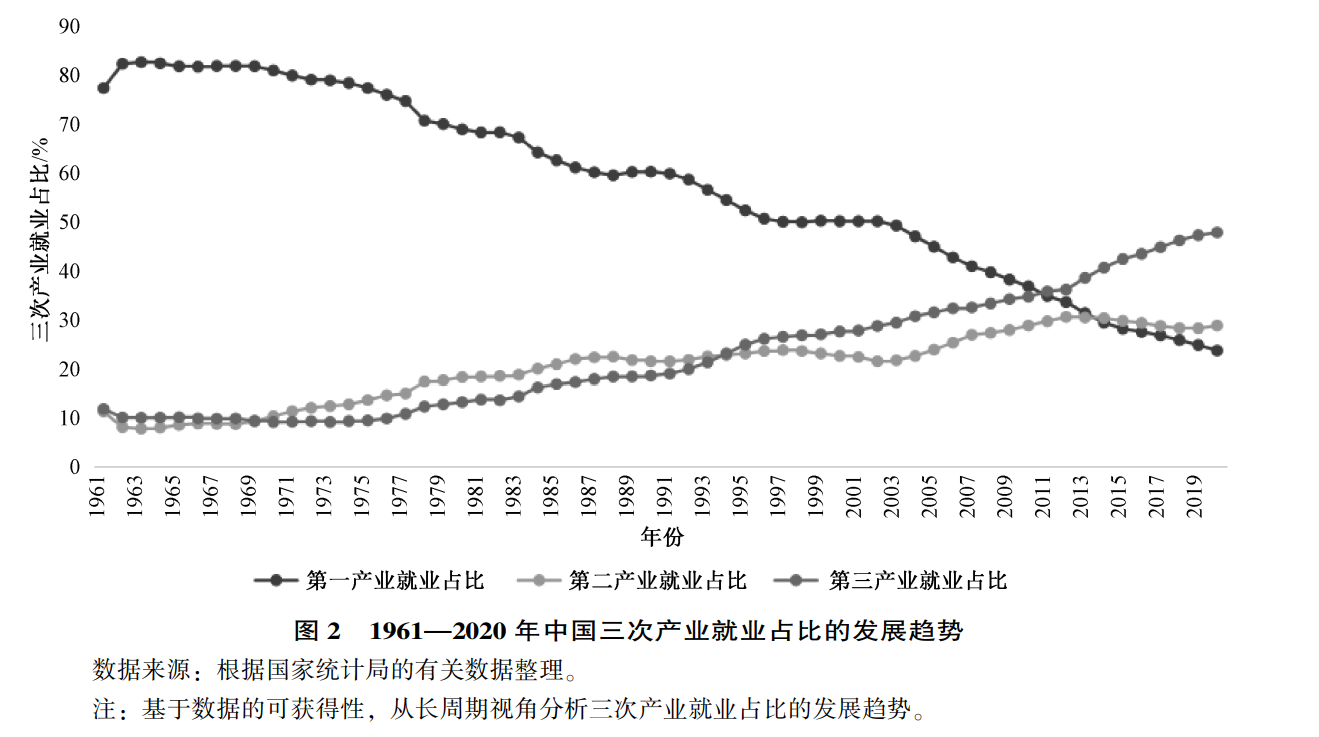 90
80
70
60
50
40
30
20
10
0
三次产业就业占比/%
1961 1963 1965 1967 1969 1971 1973 1975 1977 1979 1981 1983 1985 1987 1989 1991 1993 1995 1997 1999 2001 2003 2005 2007 2009 2011 2013 2015 2017 2019
年份
第一产业就业占比 第二产业就业占比 第三产业就业占比
图 2 1961—2020 年中国三次产业就业占比的发展趋势
数据来源：根据国家统计局的有关数据整理。
注：基于数据的可获得性，从长周期视角分析三次产业就业占比的发展趋势。